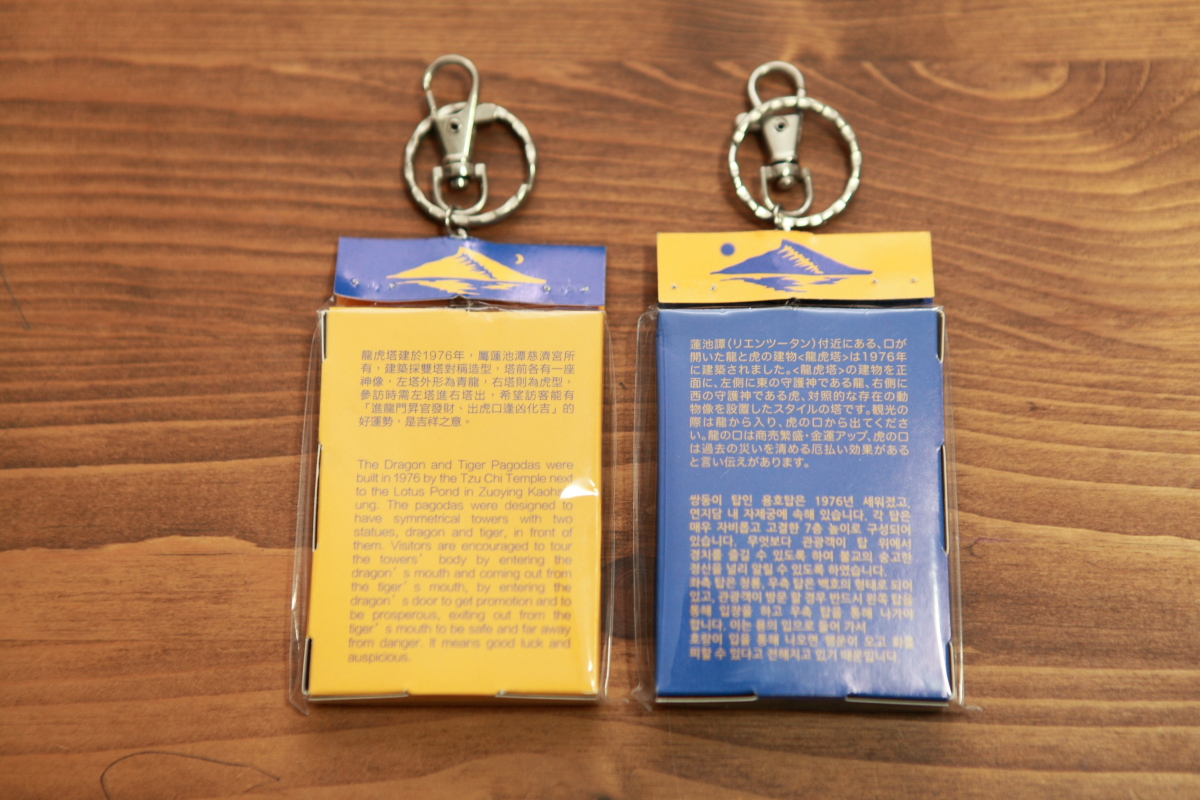 龍虎塔建於1976年，屬蓮池潭慈濟宮所
有，建築採雙塔對稱造型，塔前各有一座
神像，左塔外形為青龍，右塔則為虎型，
參訪時需左塔進右塔出，希望訪客能有
「進龍門昇官發財、出虎口逢凶化吉」的
好運勢，是吉祥之意。
The Dragon and Tiger Pagodas were
built in 1976 by the Tzu Chi Temple next
to the Lotus Pond in Zuoying Kaohsi-
ung. The pagodas were designed to
have symmetrical towers with two
statues, dragon and tiger, in front of
them. Visitors are encouraged to tour
the towers’ body by entering the
dragon’s mouth and coming out from
the tiger’s mouth, by entering the
dragon’s door to get promotion and to
be prosperous, exiting out from the
tiger’s mouth to be safe and far away
from danger. It means good luck and
auspicious.
蓮池譚(リエンツータン)付近にある、口が
開いた龍と虎の建物<龍虎塔>は1976年
に建築されました。<龍虎塔>の建物を正
面に、左側に東の守護神である龍、右側に
西の守護神である虎、対照的な存在の動
物像を設置したスタイルの塔です。観光の
際は龍から入り、虎の口から出てくださ
い。龍の口は商売繁盛・金運アップ、虎の口
は過去の災いを清める厄払い効果がある
と言い伝えがあります。
쌍둥이 탑인 용호탑은 1976년 세워졌고,
연지담 내 자제궁에 속해 있습니다. 각 탑은
매우 자비롭고 고결한 7층 높이로 구성되어
있습니다. 무엇보다 관광객이 탑 위에서
경치를 즐길 수 있도록 하여 불교의 숭고한
정신을 널리 알릴 수 있도록 하였습니다.
좌측 탑은 청룡, 우측 탑은 백호의 형태로 되어
있고, 관광객이 방문 할 경우 반드시 왼쪽 탑을
통해 입장을 하고 우측 탑을 통해 나가야
합니다. 이는 용의 입으로 들어 가서
호랑이 입을 통해 나오면 행운이 오고 화를
피할 수 있다고 전해지고 있기 때문입니다.